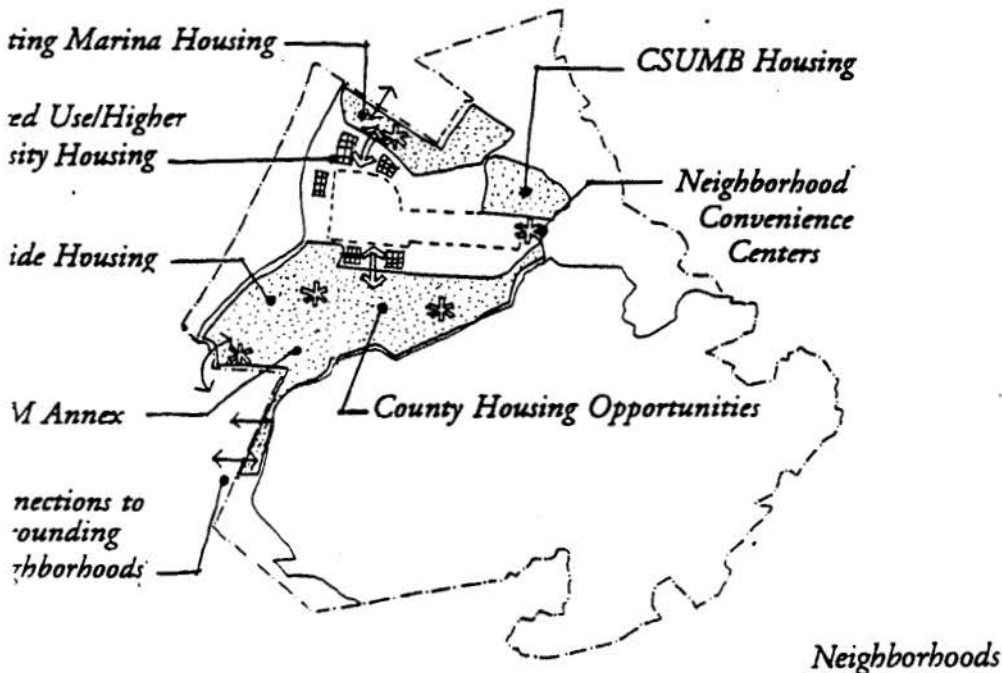 ting Marina Housing
CSUMB Housing
ed Use/Higher
sity Housing
Neighborhood
Convenience
Centers
ide Housing
M Annex
County Housing Opportunities
nections to
ounding
ghborhoods
Neighborhoods